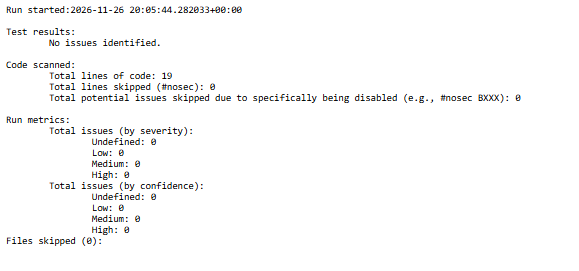 Run started:2026-11-26 20:05:44.282033+00:00
Test results:
No issues identified.
Code scanned:
Total lines of code: 19
Total lines skipped (#nosec): 0
Total potential issues skipped due to specifically being disabled (e.g., #nosec BXXX): 0
Run metrics:
Total issues (by severity):
Undefined: 0
Low: 0
Medium: 0
High: 0
Total issues (by confidence):
Undefined: 0
Low: 0
Medium: 0
High: 0
Files skipped (0):